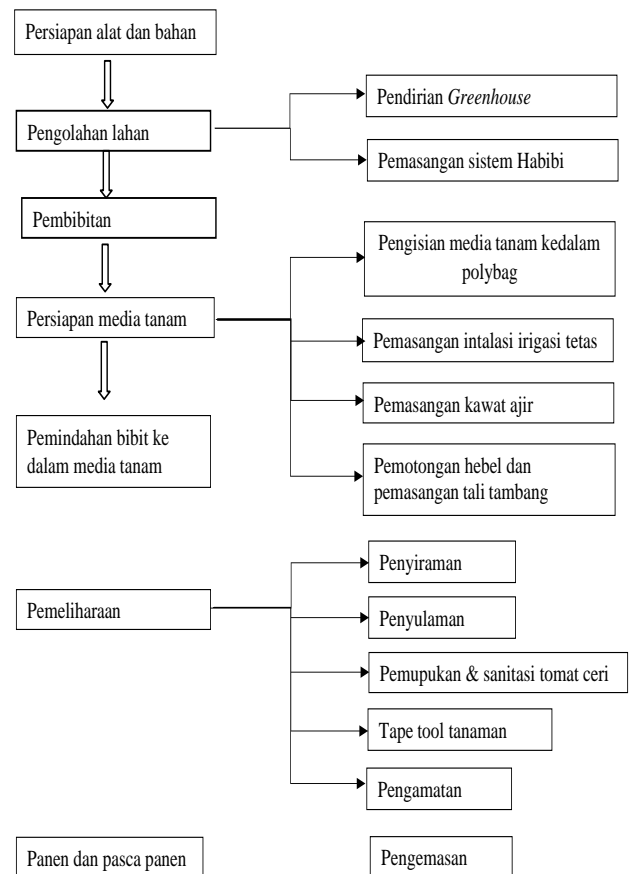 Persiapan alat dan bahan
Pengolahan lahan
Pendirian Greenhouse
Pemasangan sistem Habibi
Pembibitan
Persiapan media tanam
Pengisian media tanam kedalam
polybag
Pemasangan intalasi irigasi tetas
Pemasangan kawat ajir
Pemotongan hebel dan
pemasangan tali tambang
Pemindahan bibit ke
dalam media tanam
Pemeliharaan
Penyiraman
Penyulaman
Pemupukan & sanitasi tomat ceri
Tape tool tanaman
Pengamatan
Panen dan pasca panen
Pengemasan